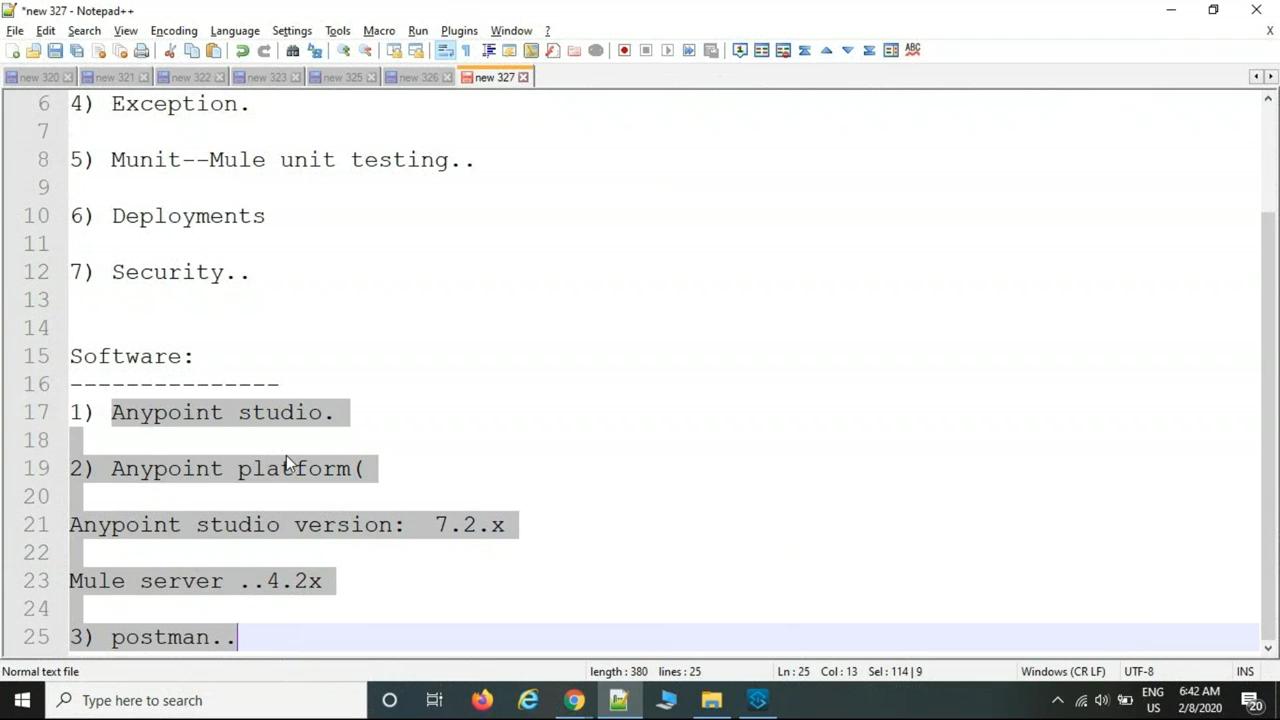 *new 327 - Notepad++
File Edit Search View Encoding Language Settings Tools Macro Run Plugins Window ? X
ABC
new 320 new 321 new 322 new 323 new 325 new 326 new 327
6 4) Exception.
7
8 5) Munit--Mule unit testing..
9
10 6) Deployments
11
12 7) Security..
13
14
15 Software:
16 ---------------
17 1) Anypoint studio.
18
19 2) Anypoint platform(
20
21 Anypoint studio version:  7.2.x
22
23 Mule server ..4.2x
24
25 3) postman..
Normal text file length : 380 lines : 25 Ln : 25 Col : 13 Sel : 114 | 9 Windows (CR LF) UTF-8 INS
Type here to search ENG US 6:42 AM 2/8/2020 20